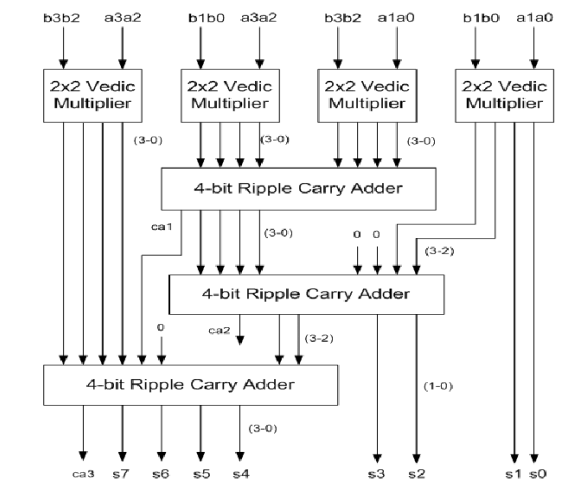 b3b2 a3a2 b1b0 a3a2 b3b2 a1a0 b1b0 a1a0
2x2 Vedic Multiplier
2x2 Vedic Multiplier
2x2 Vedic Multiplier
2x2 Vedic Multiplier
(3-0) (3-0) (3-0)
4-bit Ripple Carry Adder
ca1 (3-0) 0 0 (3-2)
4-bit Ripple Carry Adder
0 ca2 (3-2)
4-bit Ripple Carry Adder
(1-0)
(3-0)
ca3 s7 s6 s5 s4 s3 s2 s1 s0